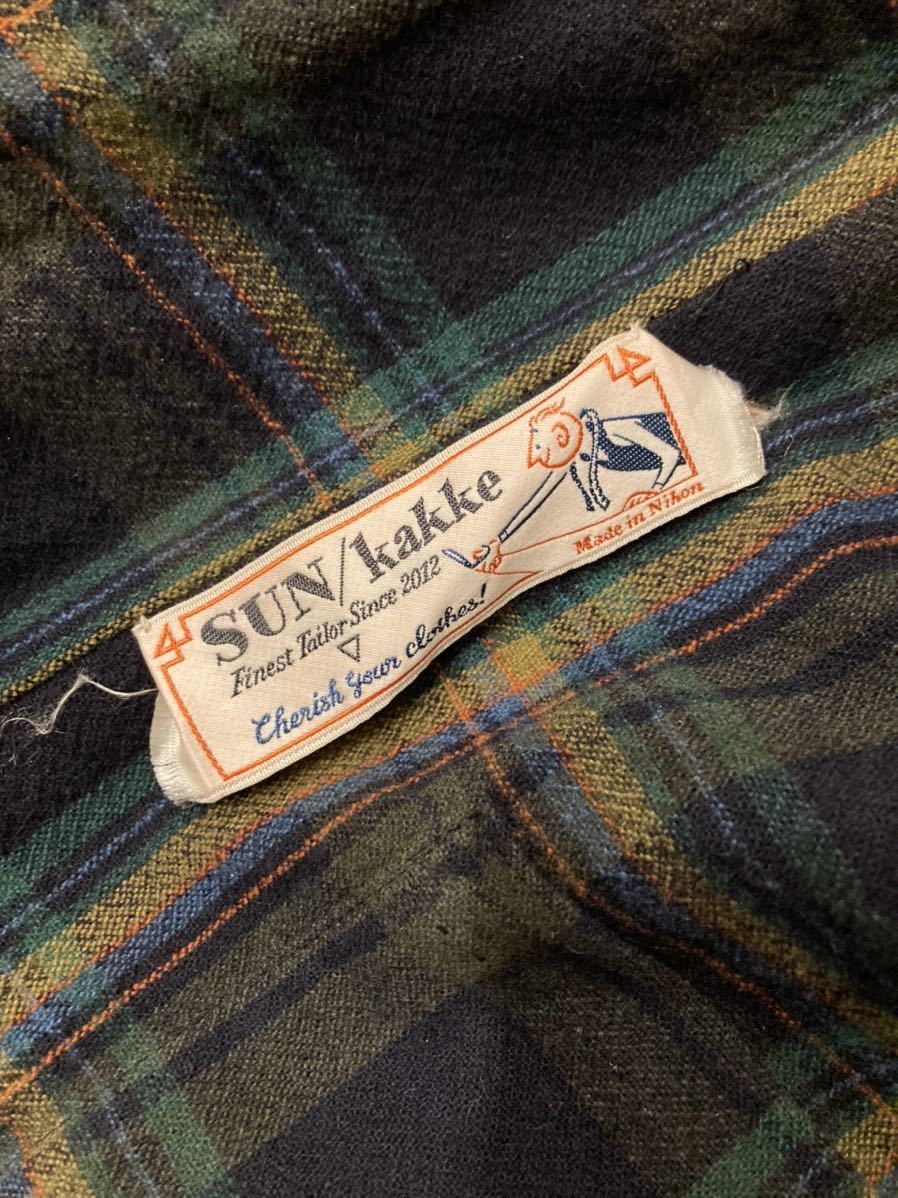 SUN/kakke
Finest Tailor Since 2012
Cherish your clothes!
Made in Nihon